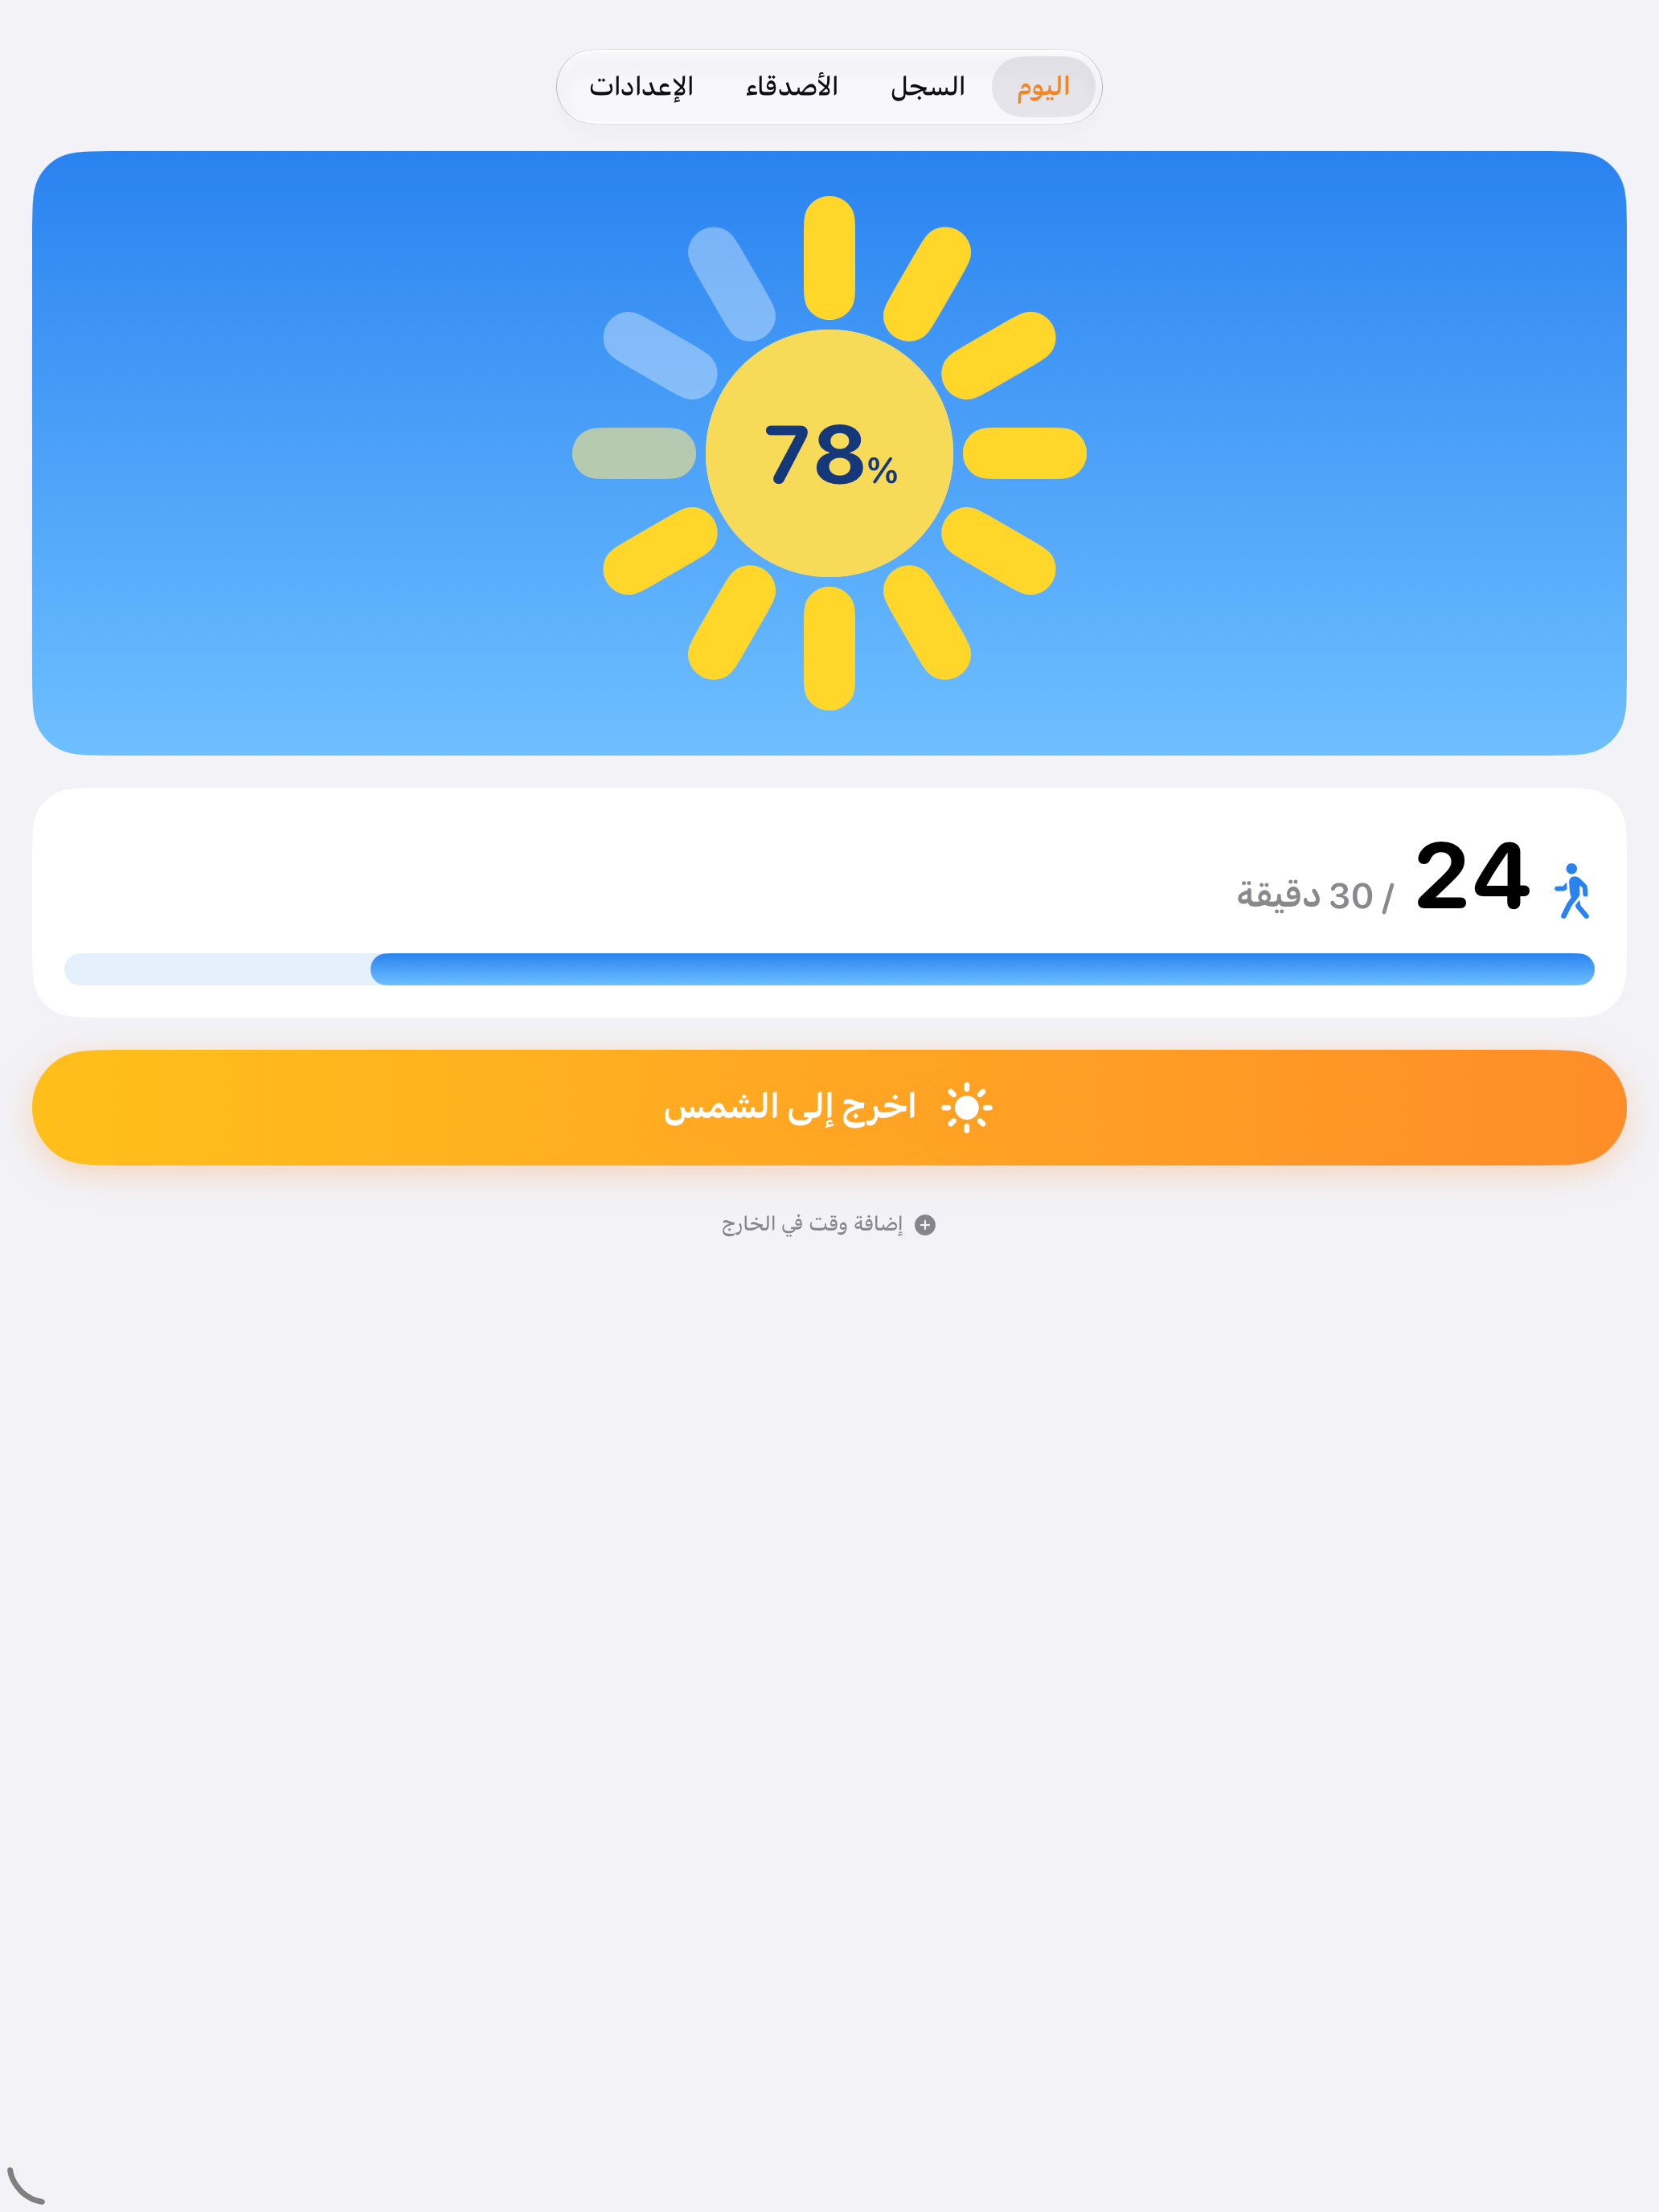 اليوم
السجل
الأصدقاء
الإعدادات
78%
24 / 30 دقيقة
اخرج إلى الشمس
إضافة وقت في الخارج